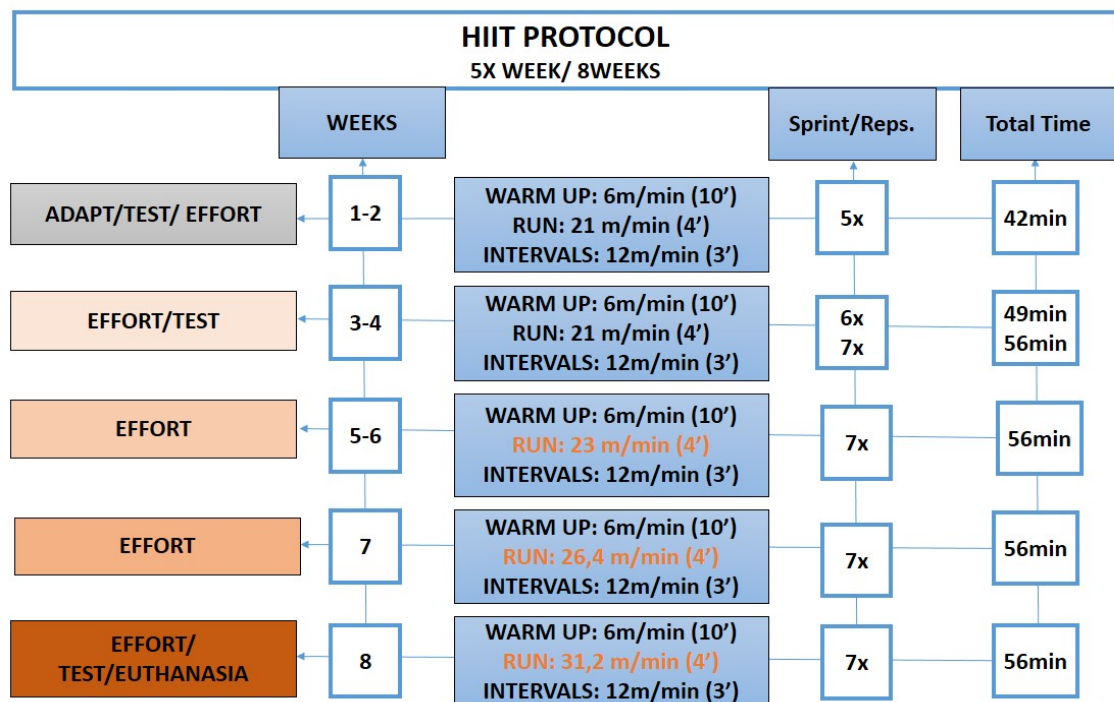 HIIT PROTOCOL
5X WEEK/ 8WEEKS
WEEKS
Sprint/Reps.
Total Time
ADAPT/TEST/ EFFORT
1-2
WARM UP: 6m/min (10’)
RUN: 21 m/min (4’)
INTERVALS: 12m/min (3’)
5x
42min
EFFORT/TEST
3-4
WARM UP: 6m/min (10’)
RUN: 21 m/min (4’)
INTERVALS: 12m/min (3’)
6x
7x
49min
56min
EFFORT
5-6
WARM UP: 6m/min (10’)
RUN: 23 m/min (4’)
INTERVALS: 12m/min (3’)
7x
56min
EFFORT
7
WARM UP: 6m/min (10’)
RUN: 26,4 m/min (4’)
INTERVALS: 12m/min (3’)
7x
56min
EFFORT/
TEST/EUTHANASIA
8
WARM UP: 6m/min (10’)
RUN: 31,2 m/min (4’)
INTERVALS: 12m/min (3’)
7x
56min